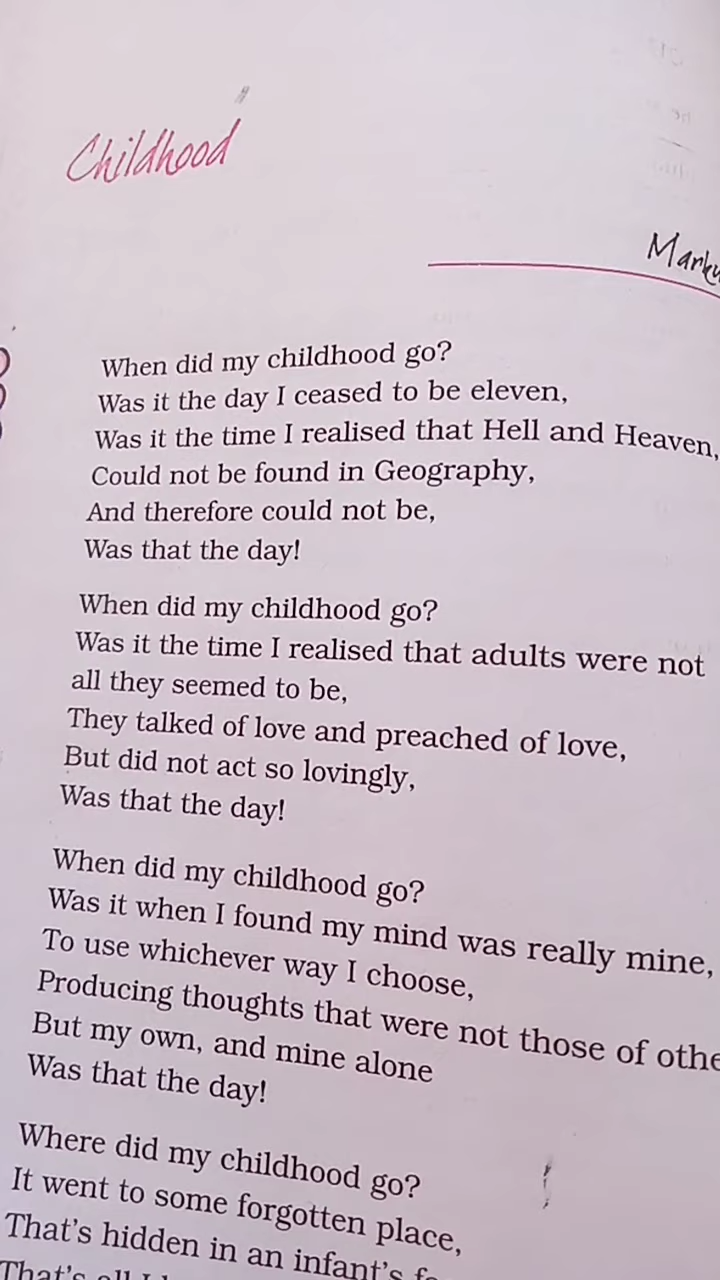 Childhood
When did my childhood go?
Was it the day I ceased to be eleven,
Was it the time I realised that Hell and Heaven,
Could not be found in Geography,
And therefore could not be,
Was that the day!
When did my childhood go?
Was it the time I realised that adults were not
all they seemed to be,
They talked of love and preached of love,
But did not act so lovingly,
Was that the day!
When did my childhood go?
Was it when I found my mind was really mine,
To use whichever way I choose,
Producing thoughts that were not those of
But my own, and mine alone
Was that the day!
Where did my childhood go?
It went to some forgotten place,
That's hidden in an infant's
That's all I